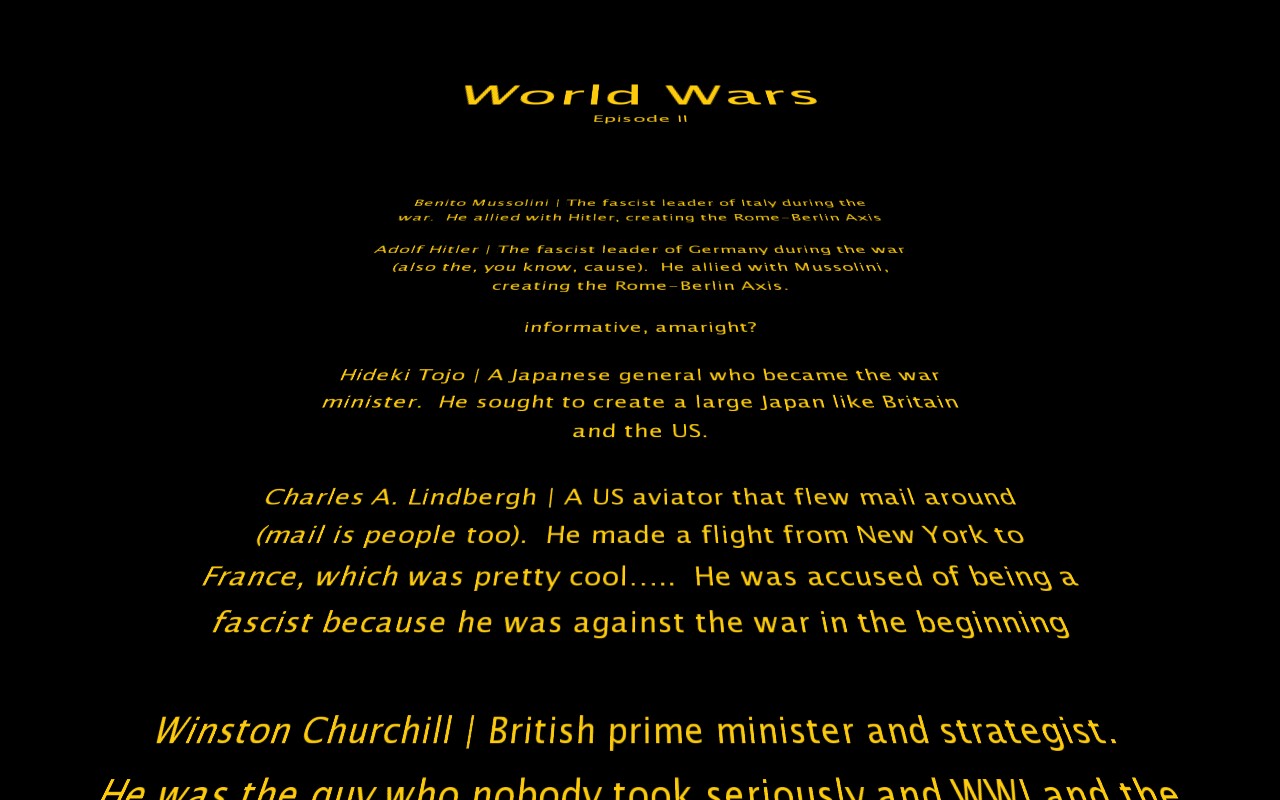 World Wars
Episode II
Benito Mussolini | The fascist leader of Italy during the
war.  He allied with Hitler, creating the Rome-Berlin Axis
Adolf Hitler | The fascist leader of Germany during the war
(also the, you know, cause).  He allied with Mussolini,
creating the Rome-Berlin Axis.
informative, amaright?
Hideki Tojo | A Japanese general who became the war
minister.  He sought to create a large Japan like Britain
and the US.
Charles A. Lindbergh | A US aviator that flew mail around
(mail is people too).  He made a flight from New York to
France, which was pretty cool.....  He was accused of being a
fascist because he was against the war in the beginning
Winston Churchill | British prime minister and strategist.
He was the guy who nobody took seriously and WWI and the